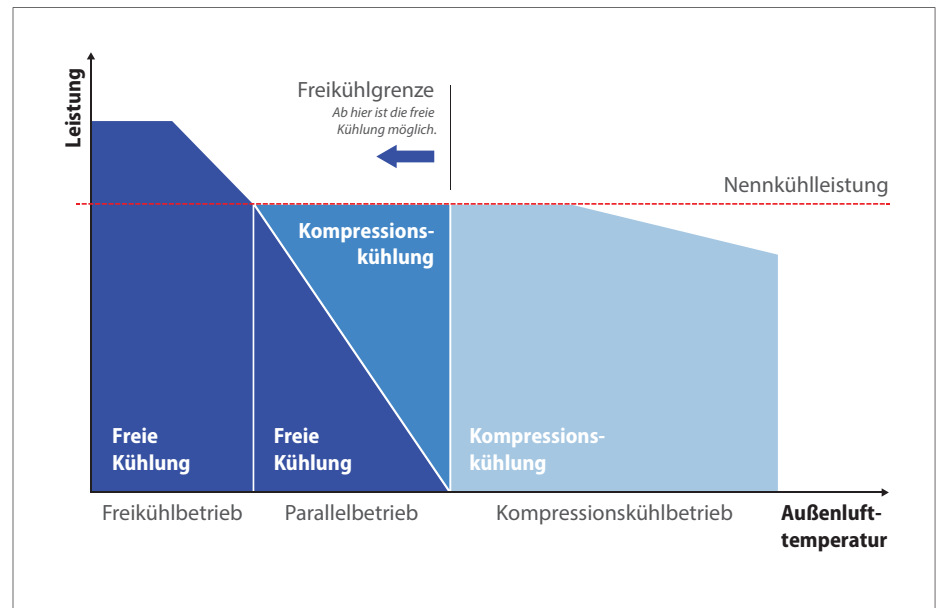 Leistung
Freikühlgrenze
Ab hier ist die freie
Kühlung möglich.
Nennkühlleistung
Kompressions-
kühlung
Freie
Kühlung
Freie
Kühlung
Kompressions-
kühlung
Freikühlbetrieb
Parallelbetrieb
Kompressionskühlbetrieb
Außenluft-
temperatur